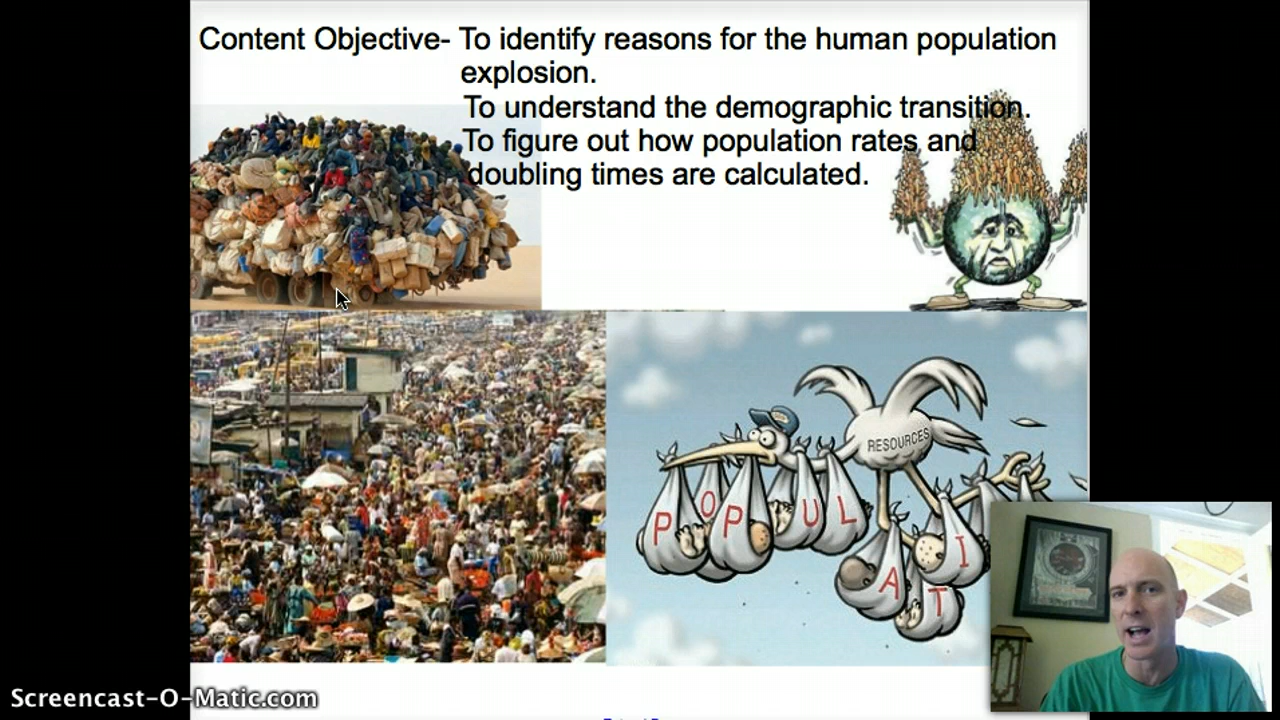 Content Objective- To identify reasons for the human population
explosion.
To understand the demographic transition.
To figure out how population rates and
doubling times are calculated.
RESOURCES
P O P U L A T I
Screencast-O-Matic.com